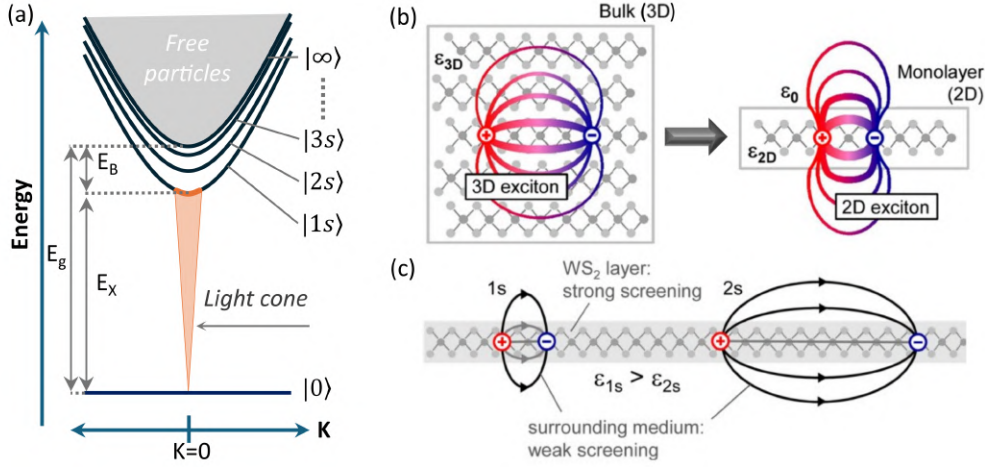 (a)
Energy
Free
particles
|∞⟩
|3s⟩
|2s⟩
|1s⟩
E_B
E_g
E_X
Light cone
|0⟩
K
K=0
(b)
Bulk (3D)
ε_3D
3D exciton
Monolayer
(2D)
ε_0
ε_2D
2D exciton
+
−
+
−
(c)
WS₂ layer:
strong screening
1s
2s
+
−
+
−
ε_1s > ε_2s
surrounding medium:
weak screening